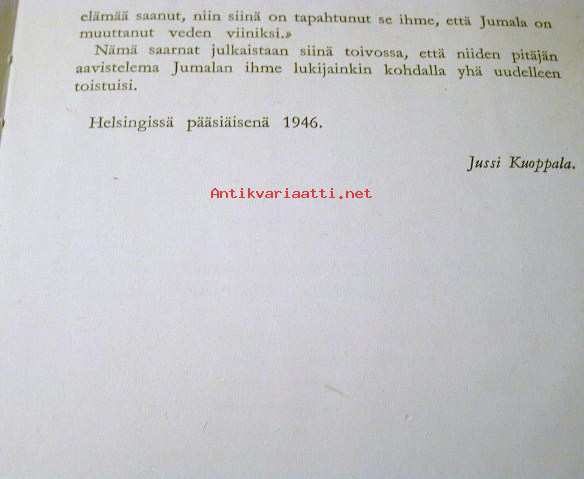 elämää saanut, niin siinä on tapahtunut se ihme, että Jumala on
muuttanut veden viiniksi.»
Nämä saarnat julkaistaan siinä toivossa, että niiden pitäjän
aavistelema Jumalan ihme lukijainkin kohdalla yhä uudelleen
toistuisi.
Helsingissä pääsiäisenä 1946.
Jussi Kuoppala.
Antikvariaatti.net